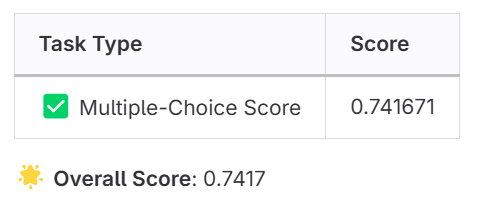 Task Type Score
✅ Multiple-Choice Score 0.741671
🌟 Overall Score: 0.7417